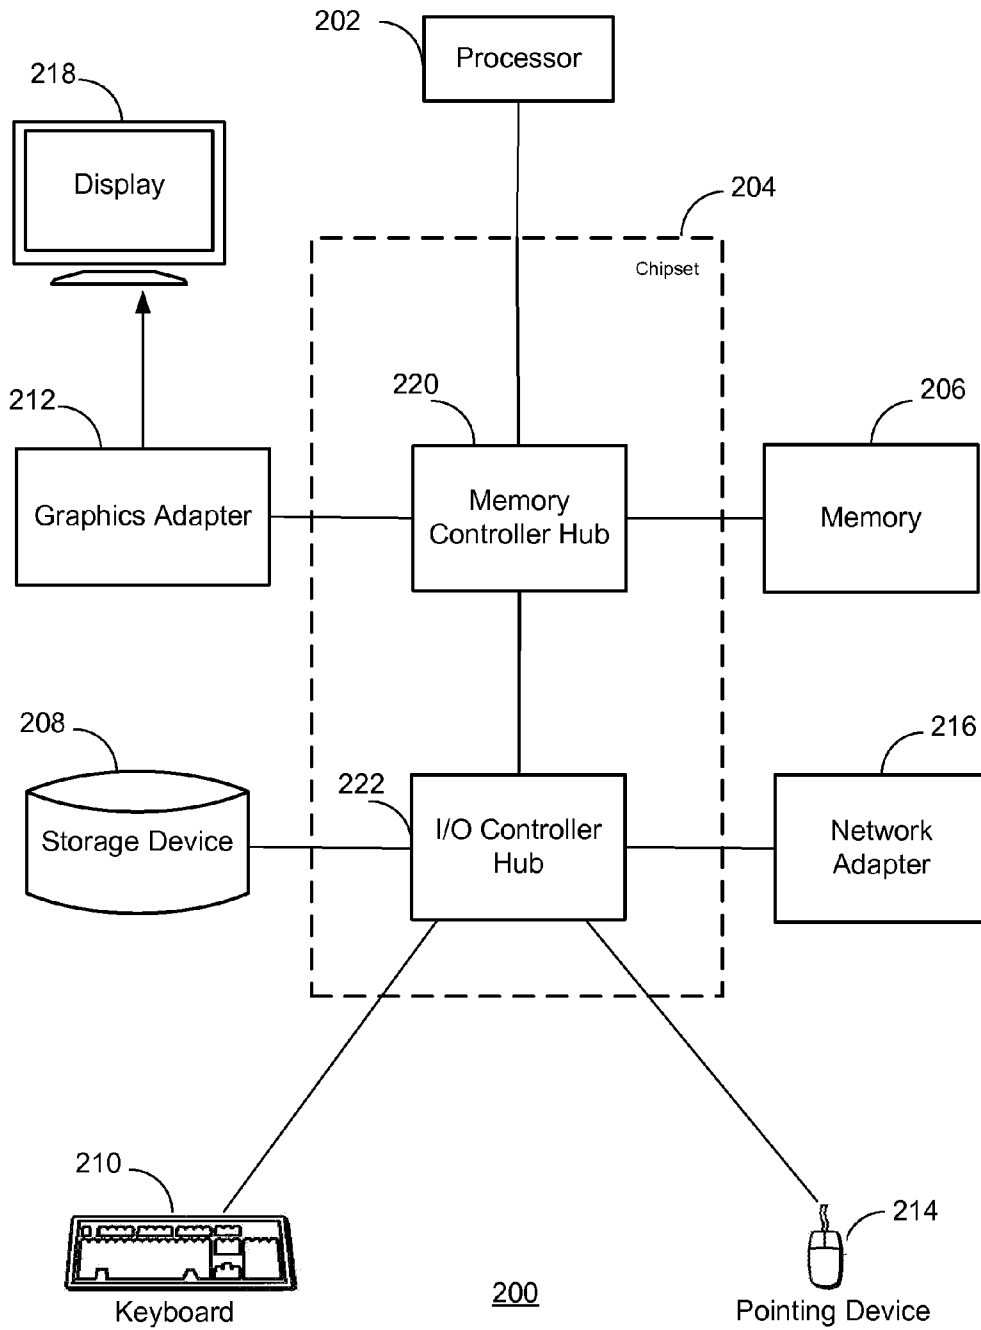 202
Processor
218
Display
204
Chipset
220
212
206
Graphics Adapter
Memory
Controller Hub
Memory
208
216
222
Storage Device
I/O Controller
Hub
Network
Adapter
210
214
Keyboard
200
Pointing Device